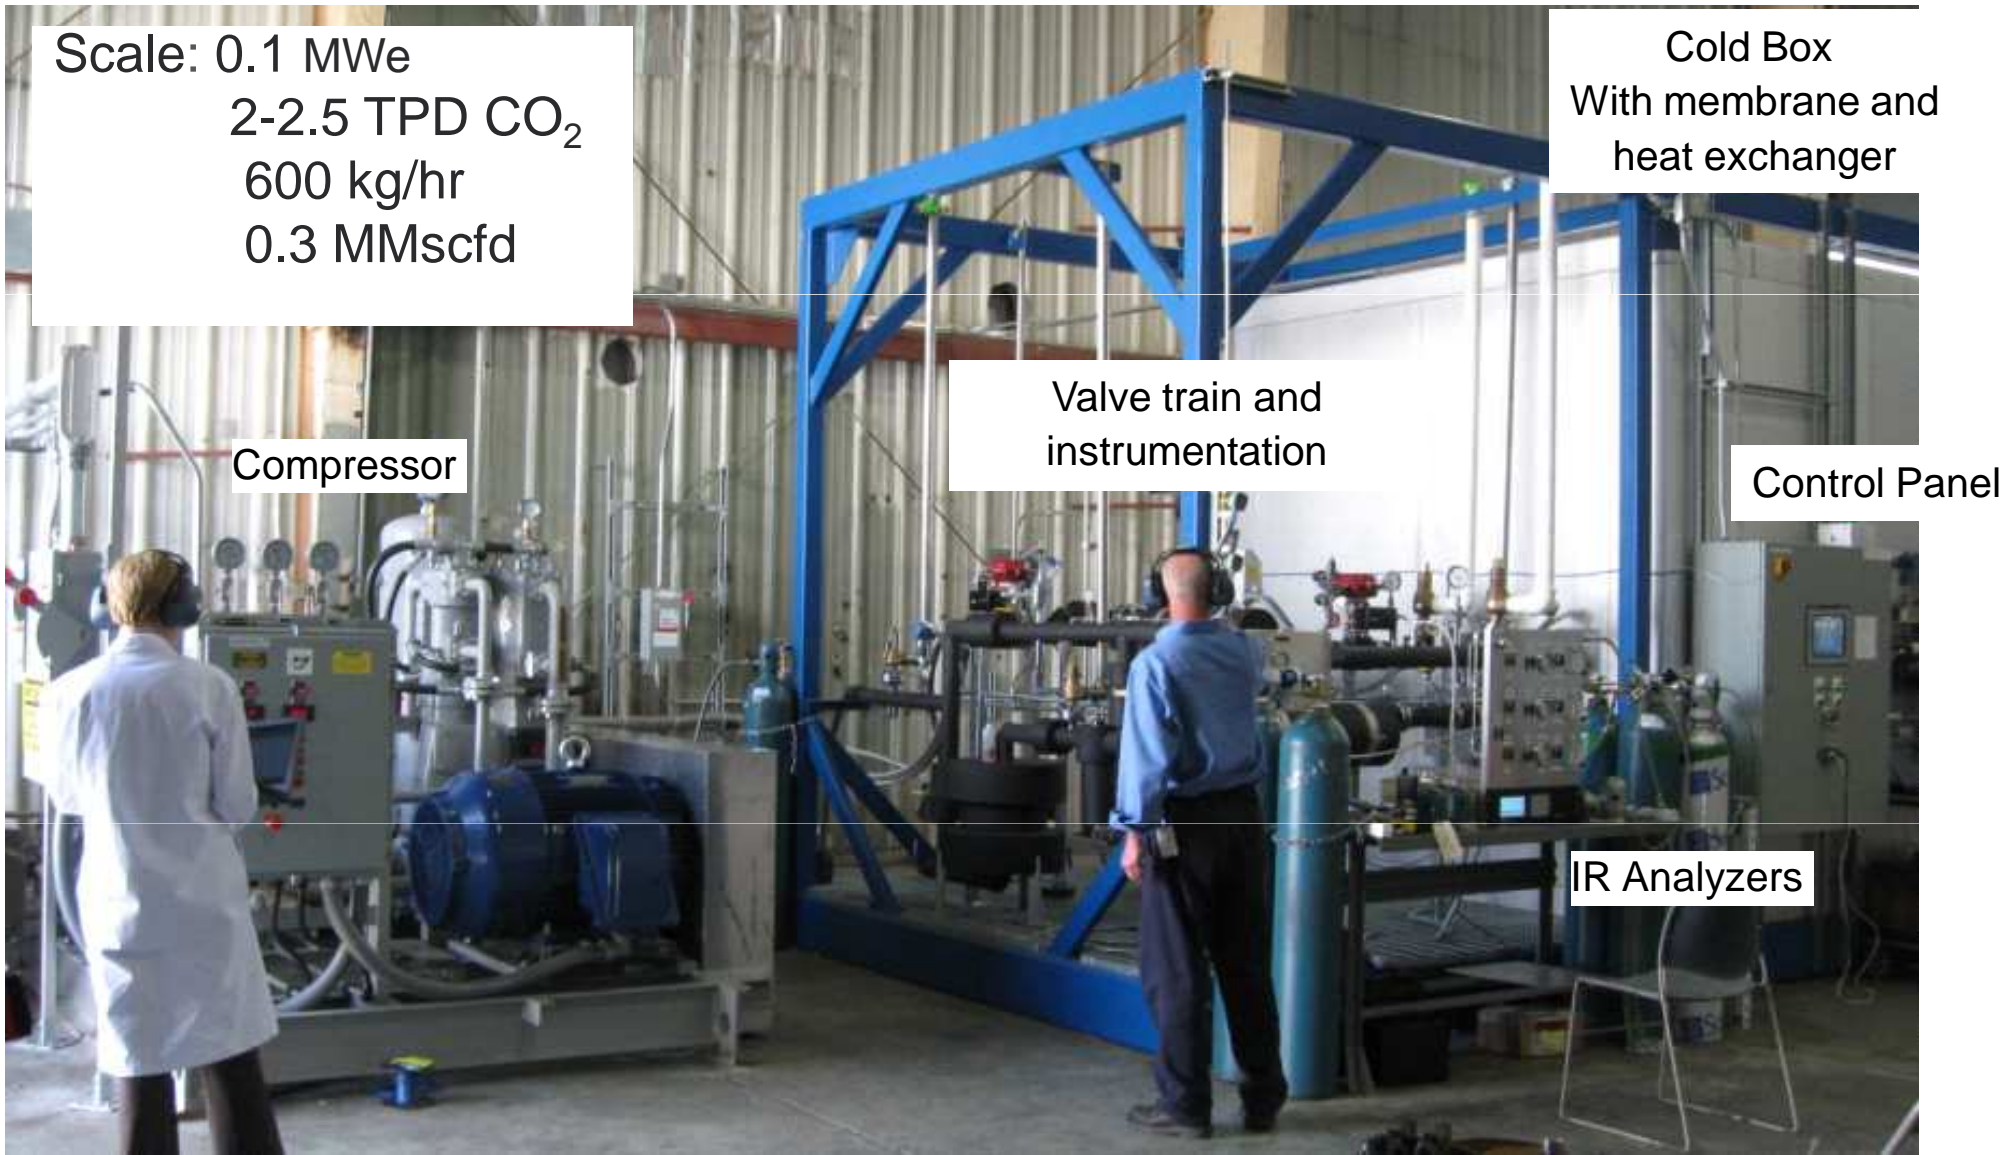 Scale: 0.1 MWe
2-2.5 TPD CO₂
600 kg/hr
0.3 MMscfd
Cold Box
With membrane and
heat exchanger
Valve train and
instrumentation
Compressor
Control Panel
IR Analyzers